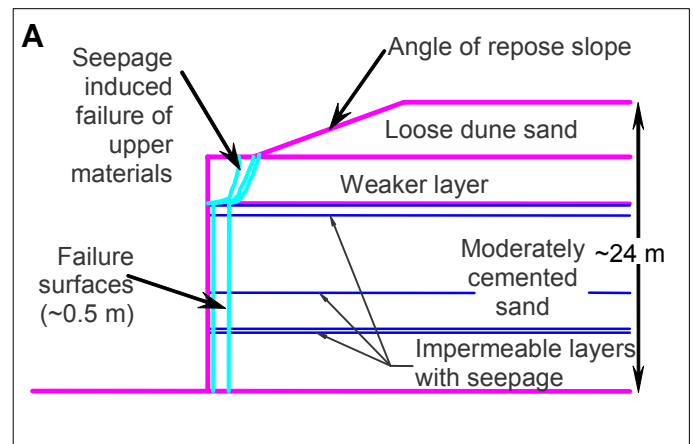 A
Seepage
induced
failure of
upper
materials
Angle of repose slope
Loose dune sand
Weaker layer
Moderately
cemented
sand
~24 m
Failure
surfaces
(~0.5 m)
Impermeable layers
with seepage